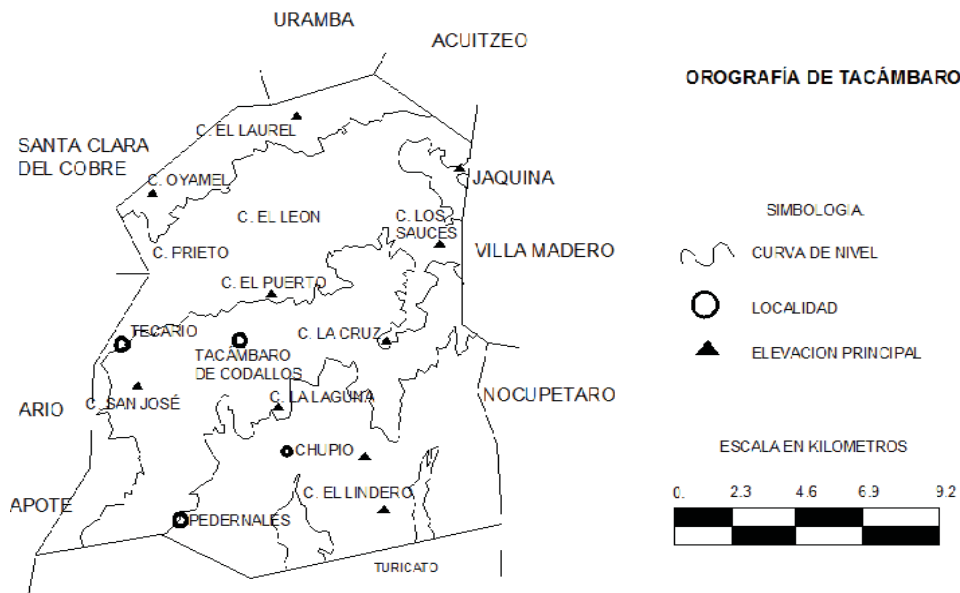 URAMBA
ACUITZEO
OROGRAFÍA DE TACÁMBARO
SANTA CLARA
DEL COBRE
C. EL LAUREL
C. OYAMEL
JAQUINA
C. EL LEON
C. LOS
SAUCES
C. PRIETO
VILLA MADERO
C. EL PUERTO
TECARIO
C. LA CRUZ
TACAMBARO
DE CODALLOS
ARIO
C. SAN JOSÉ
C. LA LAGUNA
NOCUPETARO
CHUPIO
APOTE
C. EL LINDERO
PEDERNALES
TURICATO
SIMBOLOGIA.
CURVA DE NIVEL
LOCALIDAD
ELEVACION PRINCIPAL
ESCALA EN KILOMETROS
0. 2.3 4.6 6.9 9.2